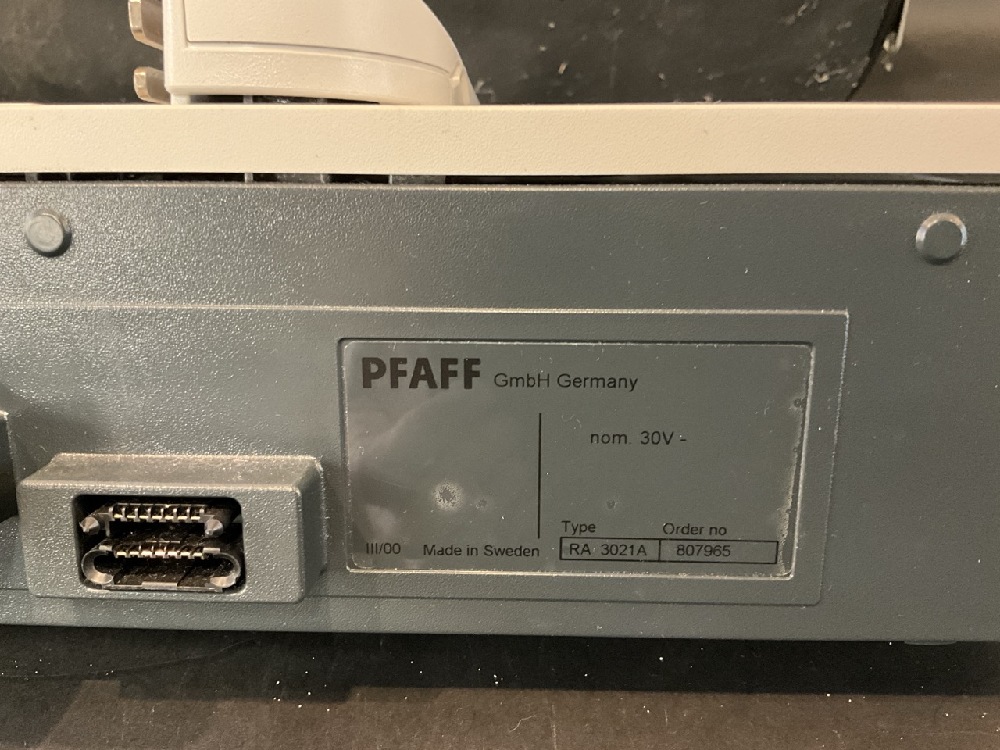 PFAFF GmbH Germany
nom. 30V -
Type Order no
III/00 Made in Sweden RA 3021A 807965